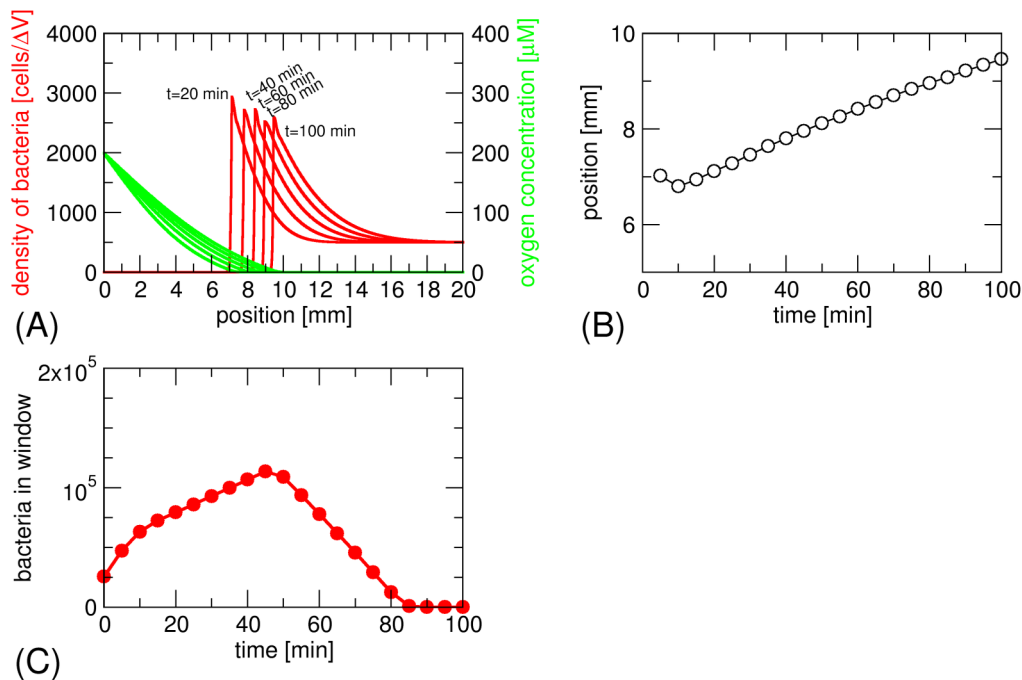 density of bacteria [cells/ΔV]
4000
3000
2000
1000
0
t=20 min
t=40 min
t=60 min
t=80 min
t=100 min
400
300
200
100
0
oxygen concentration [μM]
0 2 4 6 8 10 12 14 16 18 20
position [mm]
(A)
position [mm]
10
8
6
0 20 40 60 80 100
time [min]
(B)
bacteria in window
2x10^5
10^5
0
0 20 40 60 80 100
time [min]
(C)